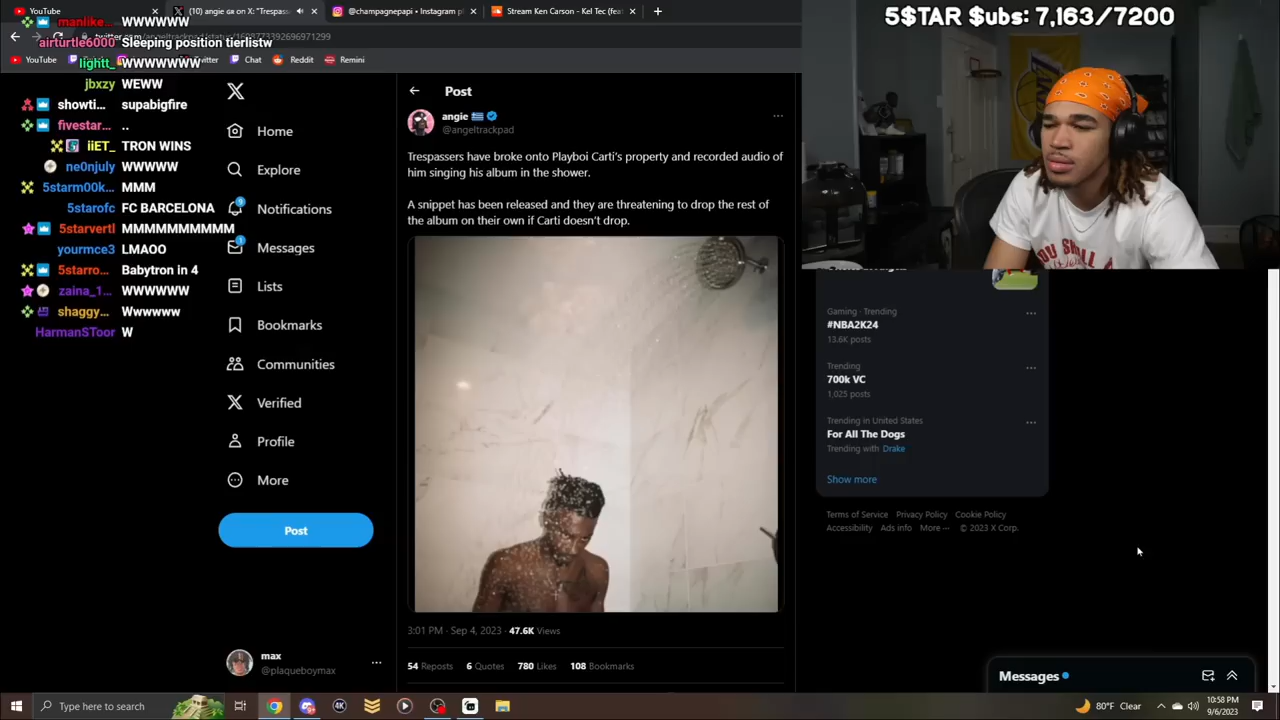 (10) angie 🇬🇷 on X: "Trespass
@champagnepapi • Instagram pl
Stream Ken Carson - Kel Tec (feat
YouTube
Twitter
Chat
Reddit
Remini
manlike... WWWWWW
airturtle6000 Sleeping position tierlistw
lightt_ WWWWWWW
jbxzy WEWW
showti... supabigfire
fivestar... ..
iiET_ TRON WINS
ne0njuly WWWWW
5starm00k... MMM
5starofc FC BARCELONA
5starvertl MMMMMMMMMM
yourmce3 LMAOO
5starro... Babytron in 4
zaina_1... WWWWWW
shaggy... Wwwwww
HarmanSToor W
Home
Explore
9
Notifications
Messages
Lists
Bookmarks
Communities
Verified
Profile
More
Post
max
@plaqueboymax
Post
angie 🇬🇷
@angeltrackpad
Trespassers have broke onto Playboi Carti's property and recorded audio of
him singing his album in the shower.
A snippet has been released and they are threatening to drop the rest of
the album on their own if Carti doesn't drop.
3:01 PM · Sep 4, 2023 · 47.6K Views
54 Reposts 6 Quotes 780 Likes 108 Bookmarks
5$TAR $ubs: 7,163/7200
Gaming · Trending
#NBA2K24
13.6K posts
Trending
700k VC
1,025 posts
Trending in United States
For All The Dogs
Trending with Drake
Show more
Terms of Service Privacy Policy Cookie Policy
Accessibility Ads info More ··· © 2023 X Corp.
Messages
Type here to search
4K
80°F Clear
10:58 PM
9/6/2023